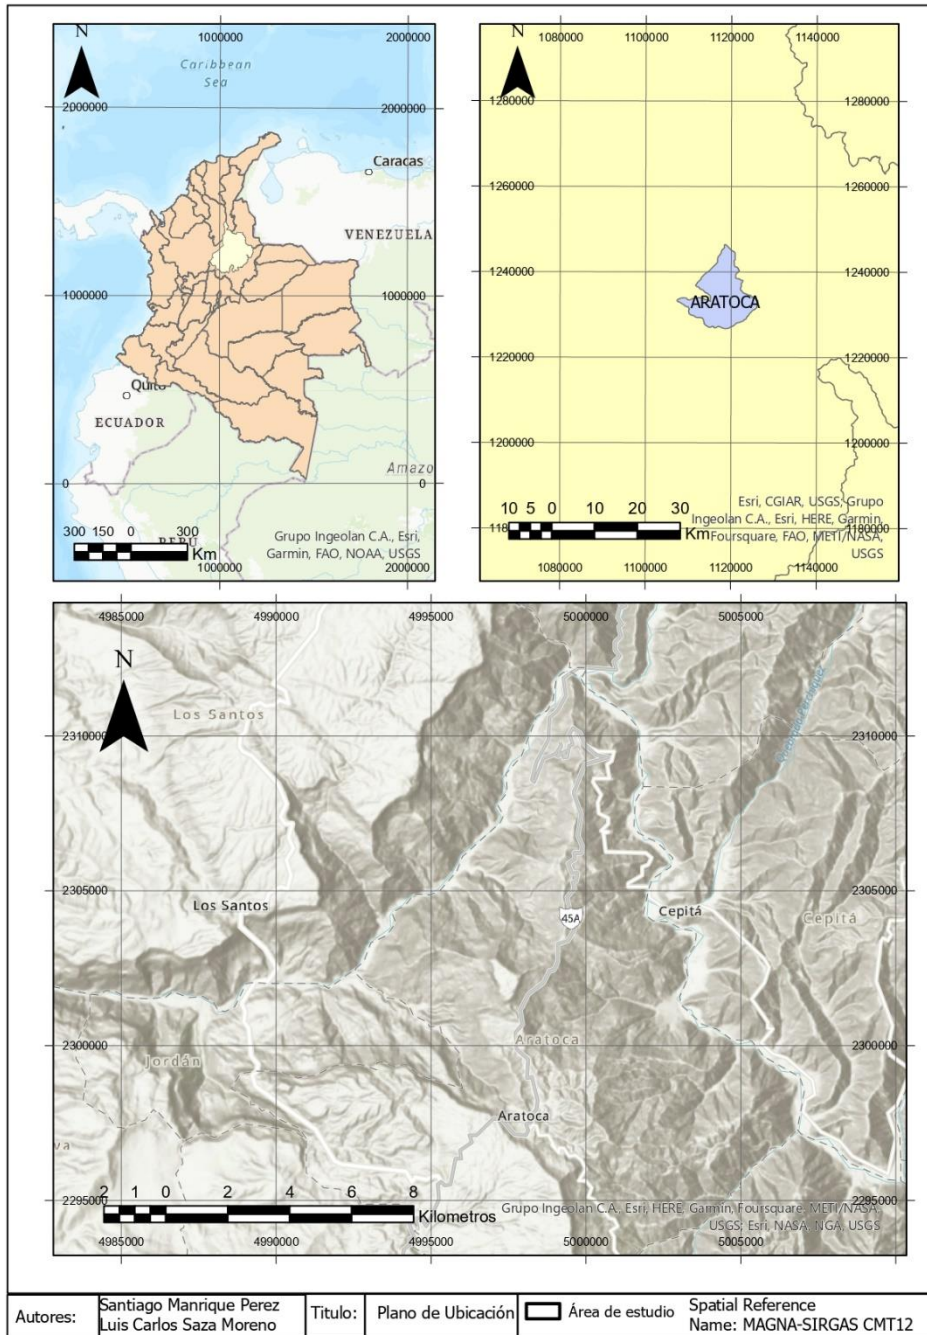 N
1000000
2000000
Caribbean
Sea
2000000
Caracas
VENEZUELA
1000000
1000000
Quito
ECUADOR
Amazo
0
0
300 150 0 300
Km
PERU
Grupo Ingeolan C.A., Esri,
Garmin, FAO, NOAA, USGS
1000000
2000000
N
1080000
1100000
1120000
1140000
1280000
1280000
1260000
1260000
1240000
1240000
ARATOCA
1220000
1220000
1200000
1200000
10 5 0 10 20 30
Km
1180000
Esri, CGIAR, USGS, Grupo
Ingeolan C.A., Esri, HERE, Garmin,
Foursquare, FAO, METI/NASA,
USGS
1080000
1100000
1120000
1140000
4985000
4990000
4995000
5000000
5005000
N
Los Santos
2310000
2310000
2305000
2305000
Los Santos
45A
Cepitá
Cepitá
2300000
2300000
Jordán
Aratoca
Aratoca
va
2 1 0 2 4 6 8
Kilometros
2295000
2295000
Grupo Ingeolan C.A., Esri, HERE, Garmin, Foursquare, METI/NASA,
USGS, Esri, NASA, NGA, USGS
4985000
4990000
4995000
5000000
5005000
Autores:
Santiago Manrique Perez
Luis Carlos Saza Moreno
Titulo:
Plano de Ubicación
Área de estudio
Spatial Reference
Name: MAGNA-SIRGAS CMT12